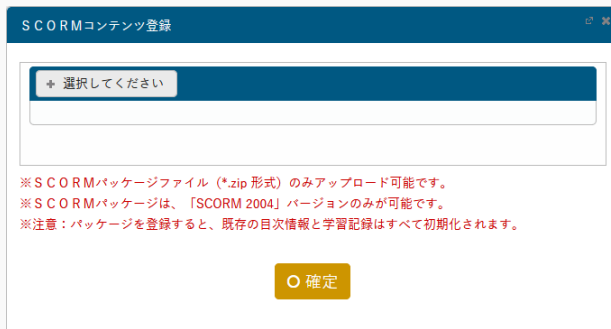 ＳＣＯＲＭコンテンツ登録
選択してください
※ＳＣＯＲＭパッケージファイル（*.zip 形式）のみアップロード可能です。
※ＳＣＯＲＭパッケージは、「SCORM 2004」バージョンのみが可能です。
※注意：パッケージを登録すると、既存の目次情報と学習記録はすべて初期化されます。
確定